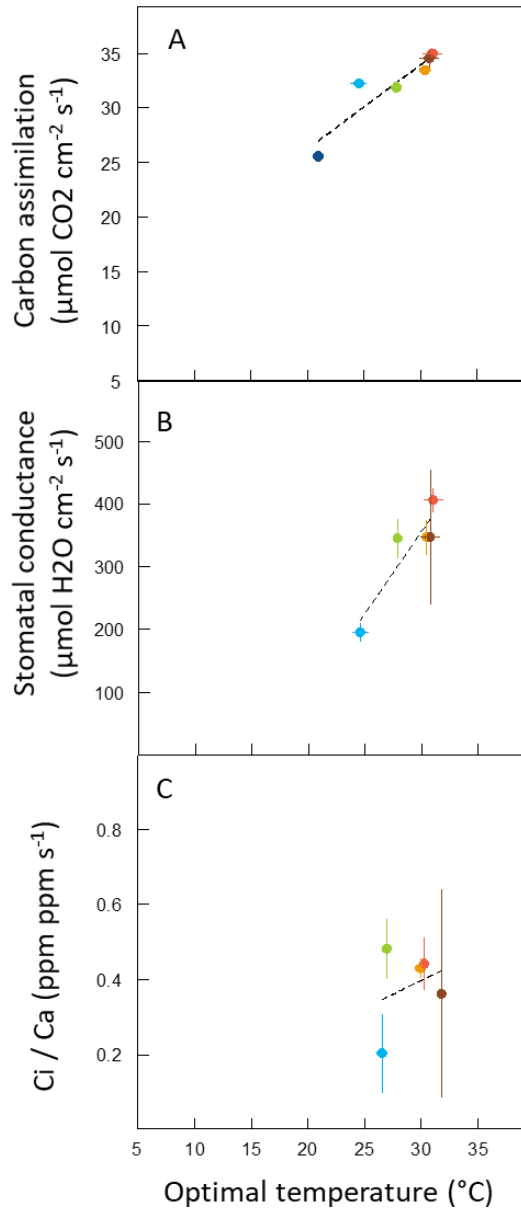 A
Carbon assimilation
(µmol CO2 cm-2 s-1)
35
30
25
20
15
10
5
B
Stomatal conductance
(µmol H2O cm-2 s-1)
500
400
300
200
100
C
Ci / Ca (ppm ppm s-1)
0.8
0.6
0.4
0.2
5 10 15 20 25 30 35
Optimal temperature (°C)